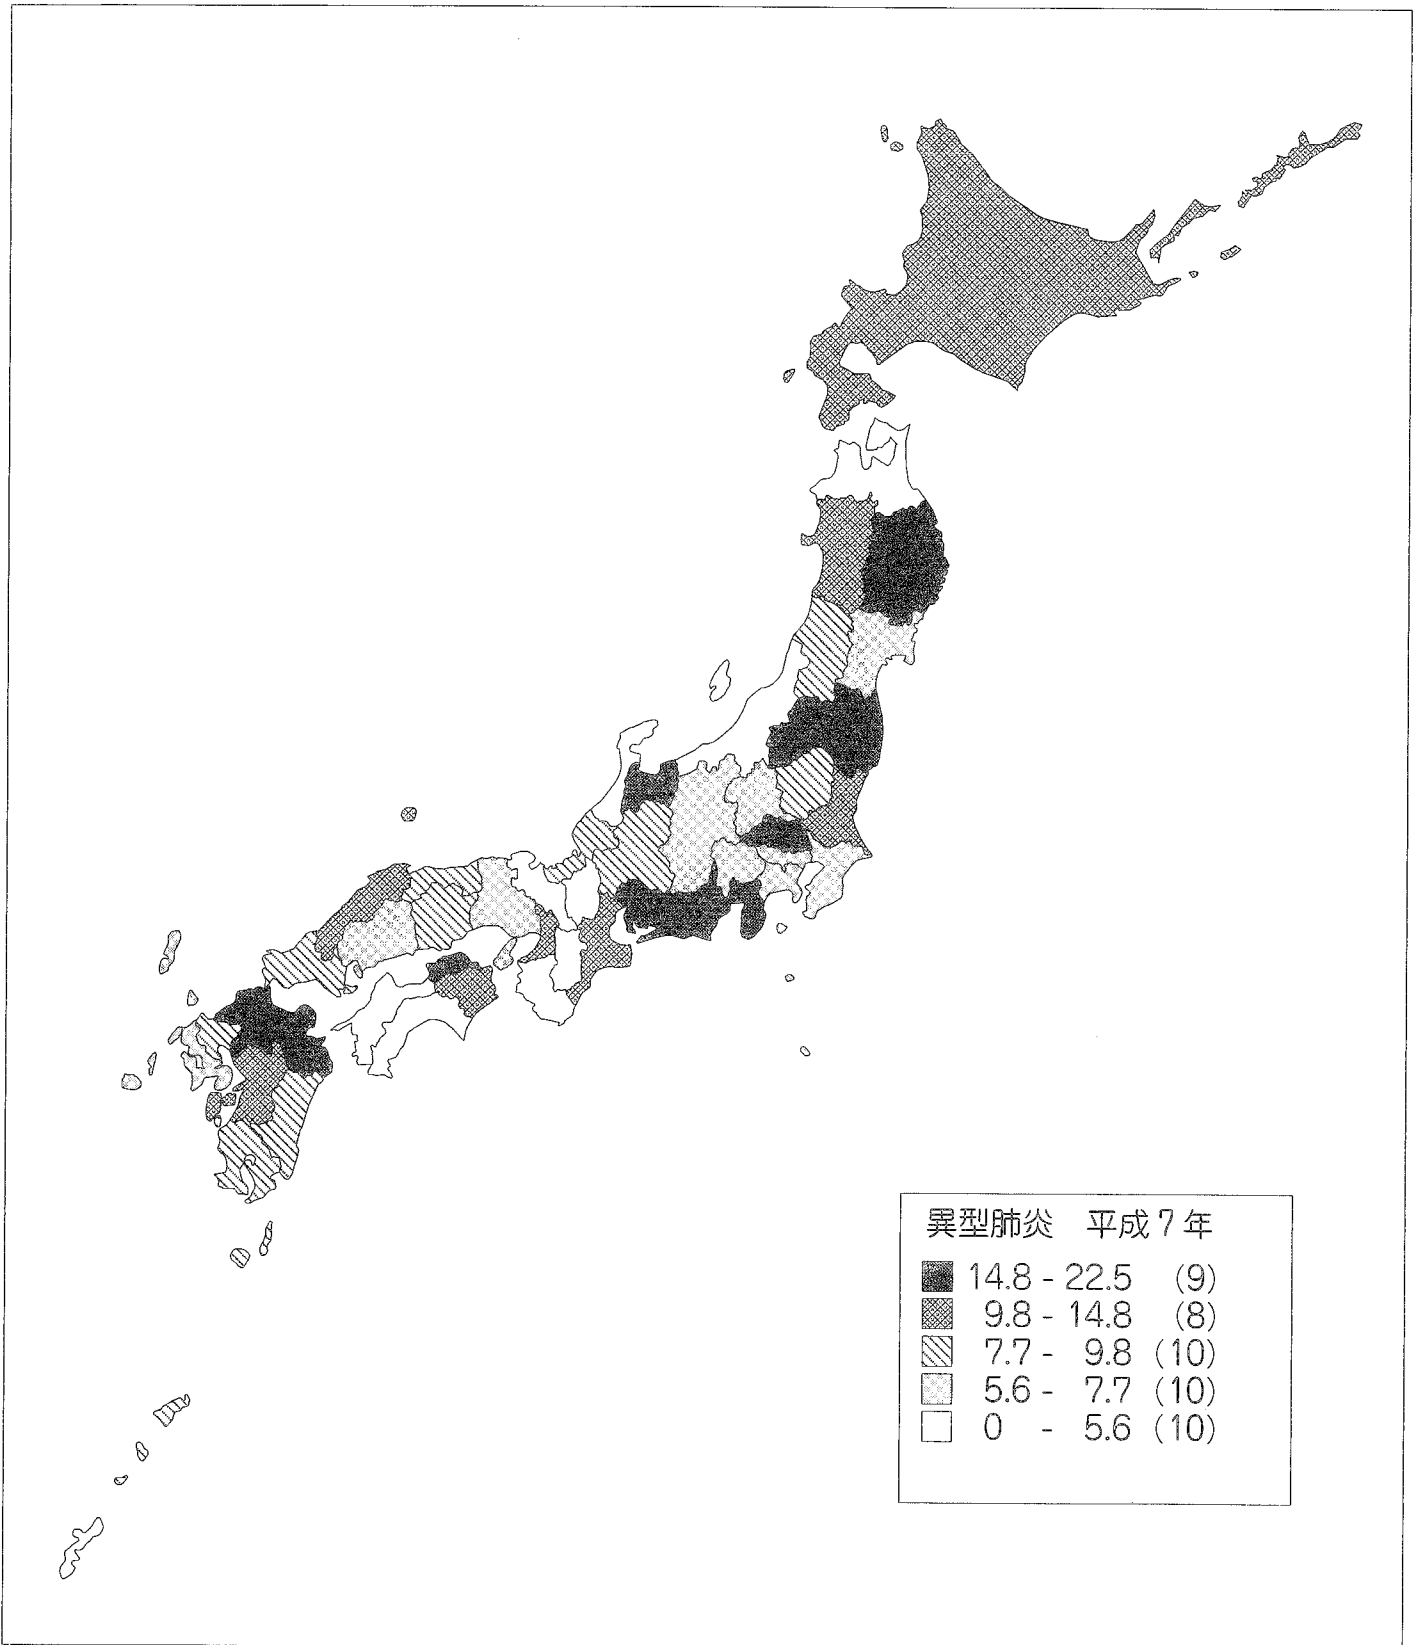 異型肺炎 平成7年
14.8 - 22.5 (9)
9.8 - 14.8 (8)
7.7 - 9.8 (10)
5.6 - 7.7 (10)
0 - 5.6 (10)